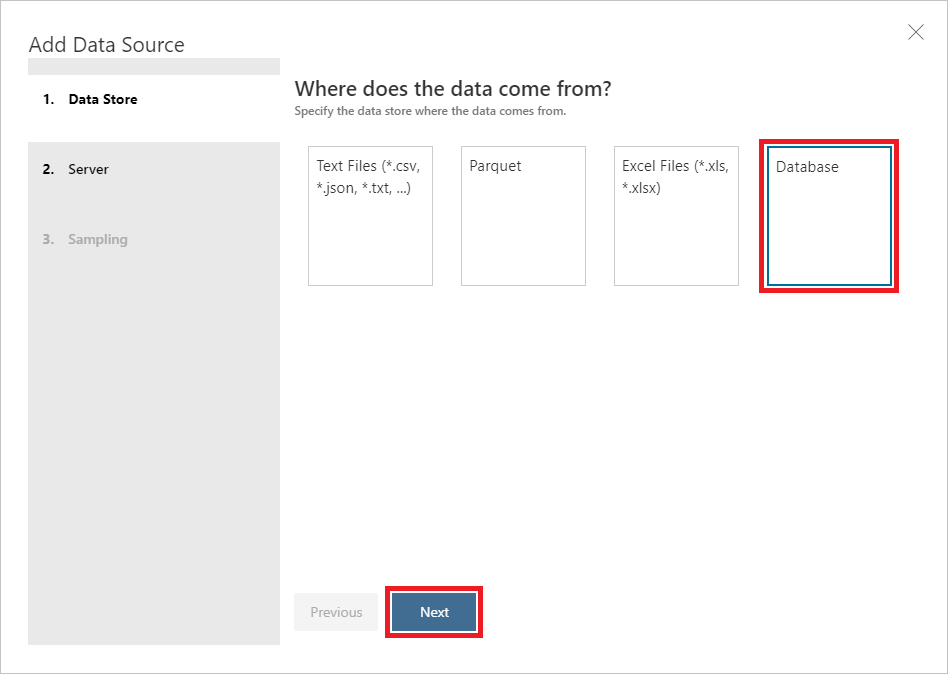 Add Data Source
1. Data Store
2. Server
3. Sampling
Where does the data come from?
Specify the data store where the data comes from.
Text Files (*.csv,
*.json, *.txt, ...)
Parquet
Excel Files (*.xls,
*.xlsx)
Database
Previous
Next